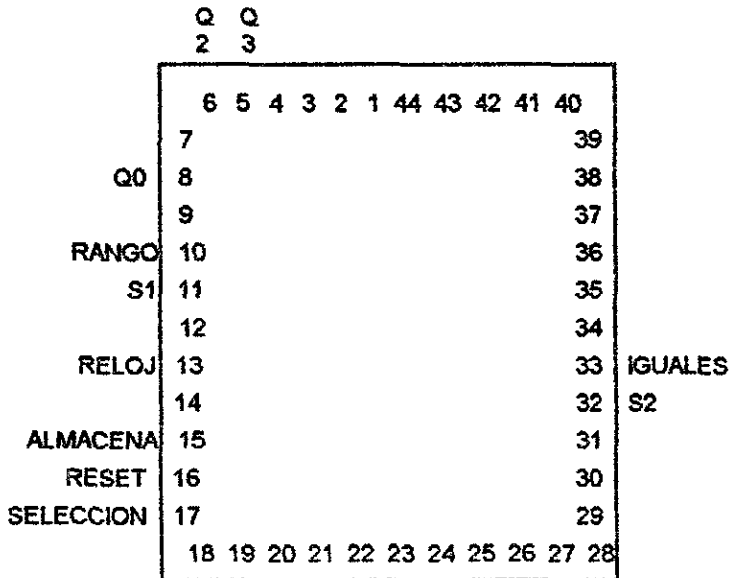 Q Q
2 3
6 5 4 3 2 1 44 43 42 41 40
7 39
Q0 8 38
9 37
RANGO 10 36
S1 11 35
12 34
RELOJ 13 33 IGUALES
14 32 S2
ALMACENA 15 31
RESET 16 30
SELECCION 17 29
18 19 20 21 22 23 24 25 26 27 28